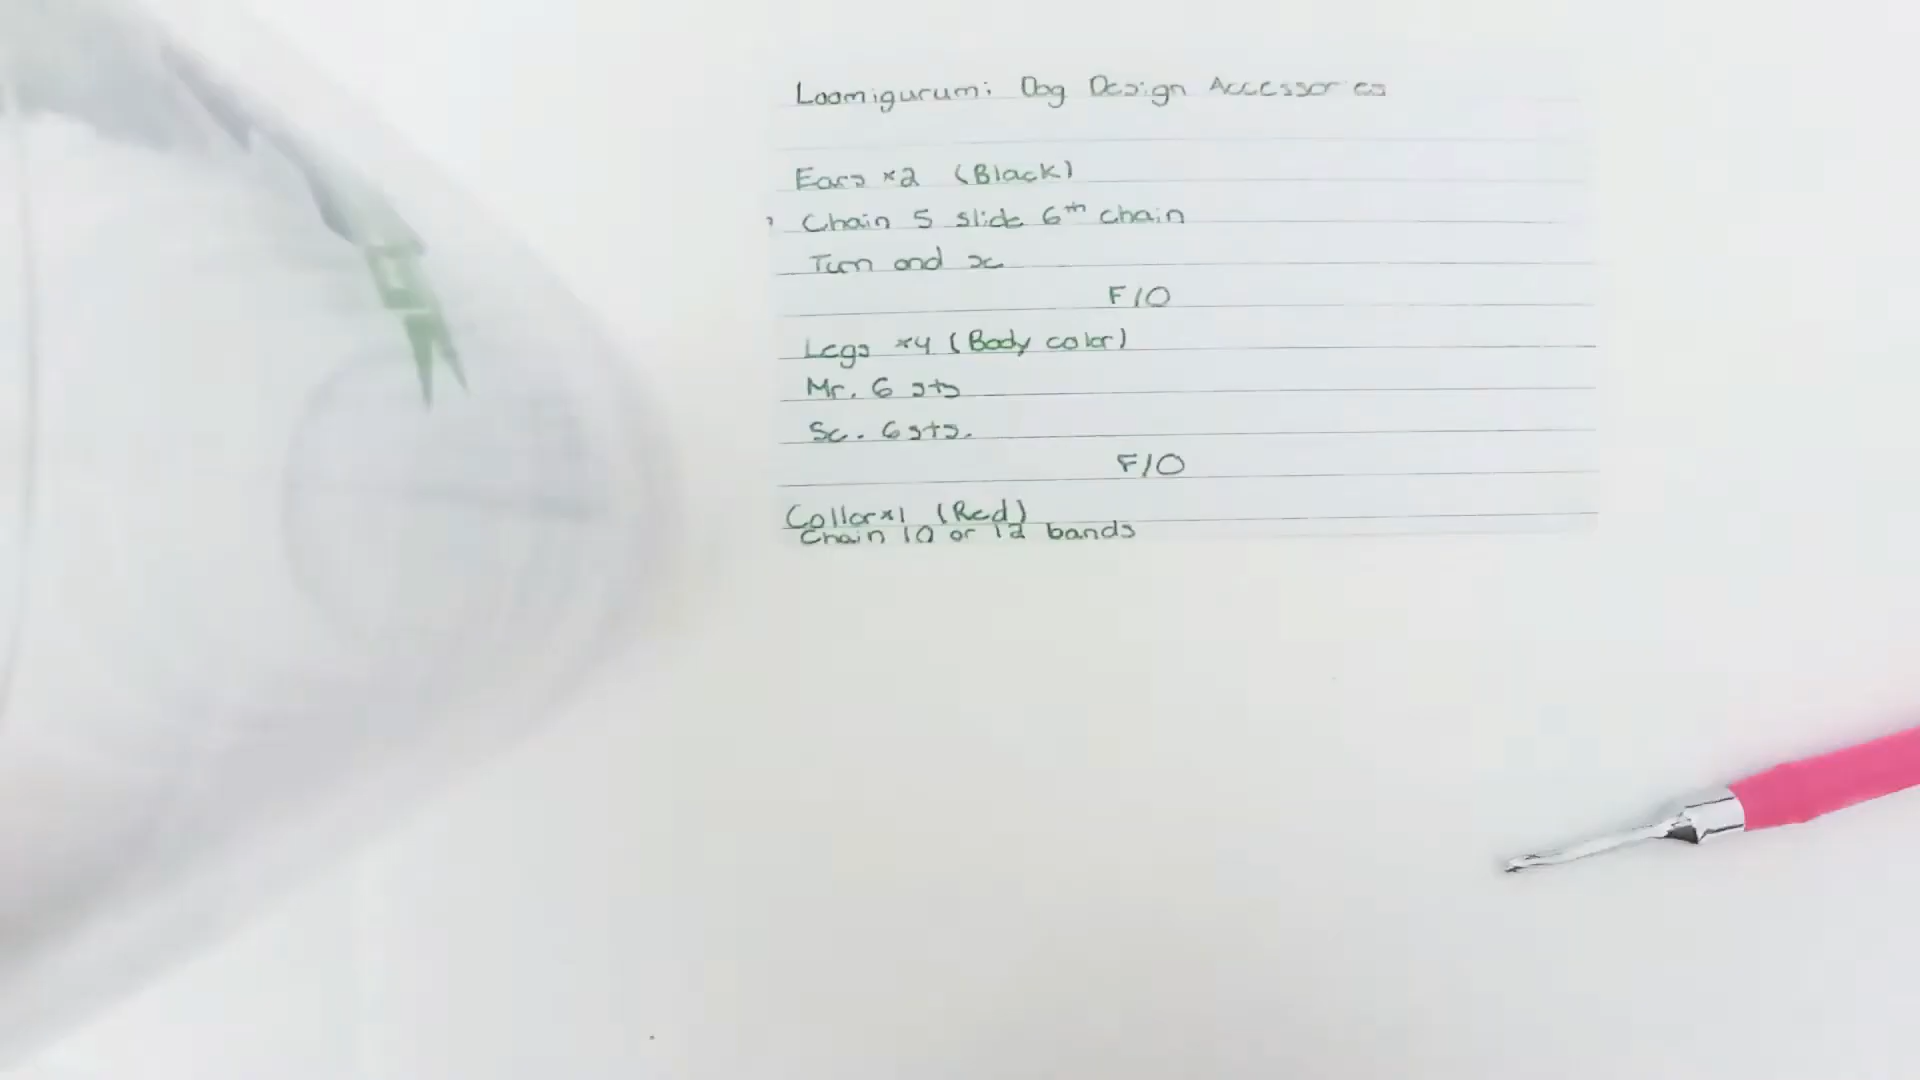 Loomigurumi Dog Design Accessories
Ears x2 (Black)
Chain 5 slide 6th chain
Turn and sc
F/O
Legs x4 (Body color)
Mr. 6 sts
Sc. 6 sts.
F/O
Collar x1 (Red)
Chain 10 or 12 bands